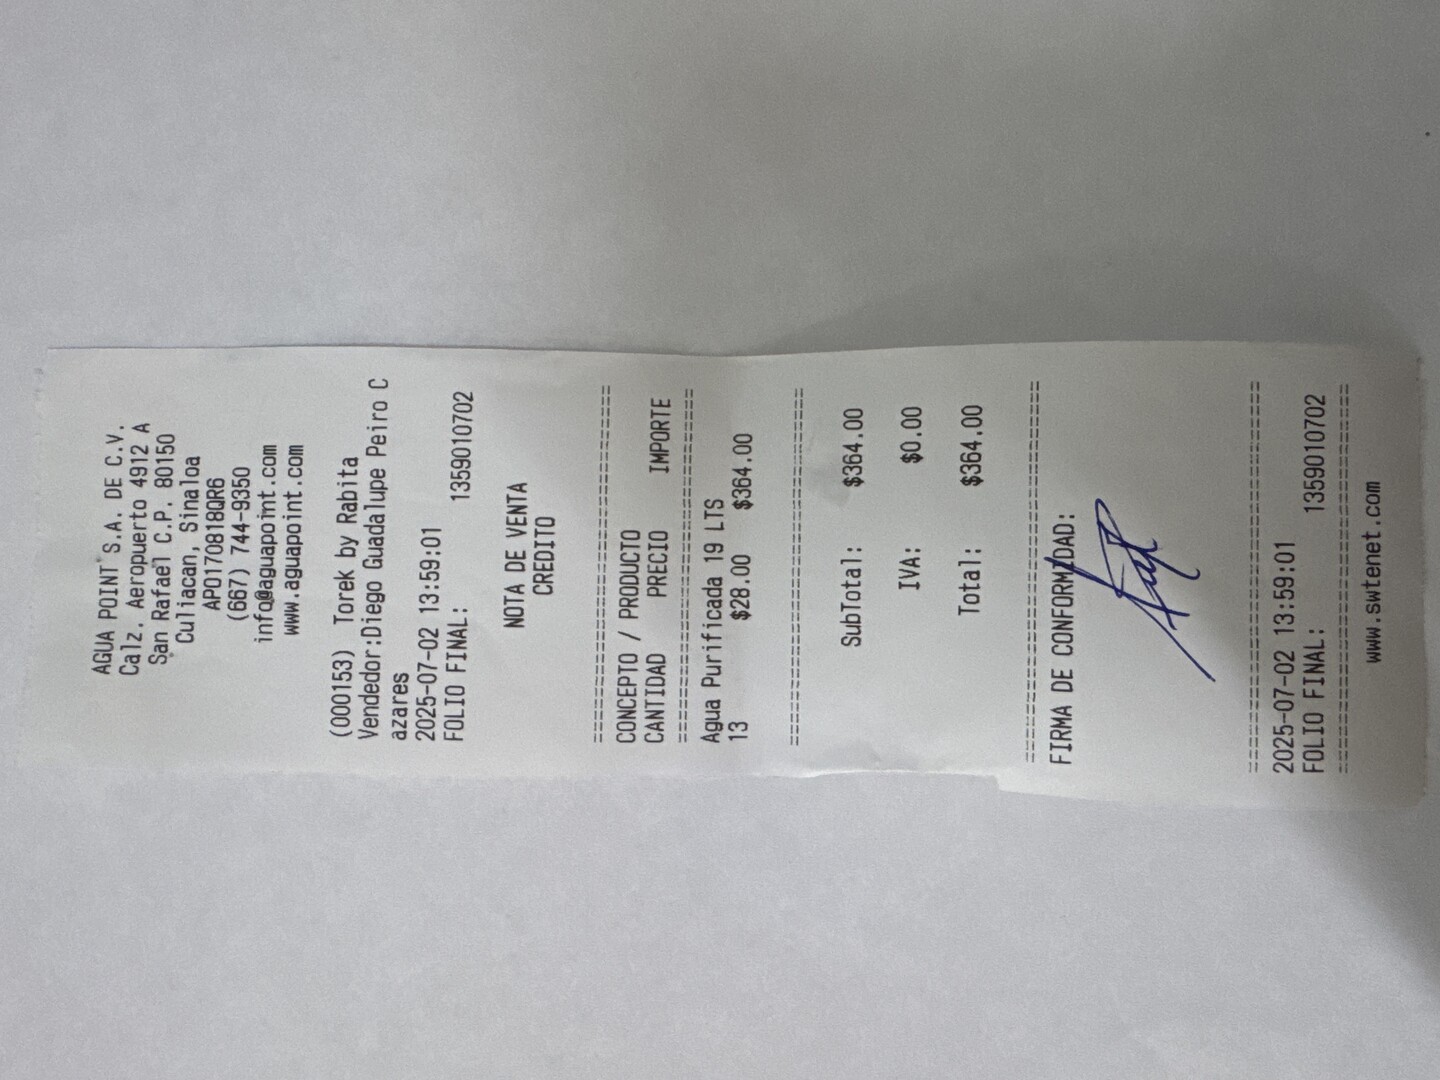 AGUA POINT S.A. DE C.V.
Calz. Aeropuerto 4912 A
San Rafael C.P. 80150
Culiacan, Sinaloa
APO170818QR6
(667) 744-9350
info@aguapoint.com
www.aguapoint.com
(000153) Torek by Rabita
Vendedor:Diego Guadalupe Peiro C
azares
2025-07-02 13:59:01
FOLIO FINAL: 1359010702
NOTA DE VENTA
CREDITO
================================
CONCEPTO / PRODUCTO
CANTIDAD PRECIO IMPORTE
================================
Agua Purificada 19 LTS
13 $28.00 $364.00
================================
SubTotal: $364.00
IVA: $0.00
Total: $364.00
================================
FIRMA DE CONFORMIDAD:
================================
2025-07-02 13:59:01
FOLIO FINAL: 1359010702
================================
www.swtenet.com